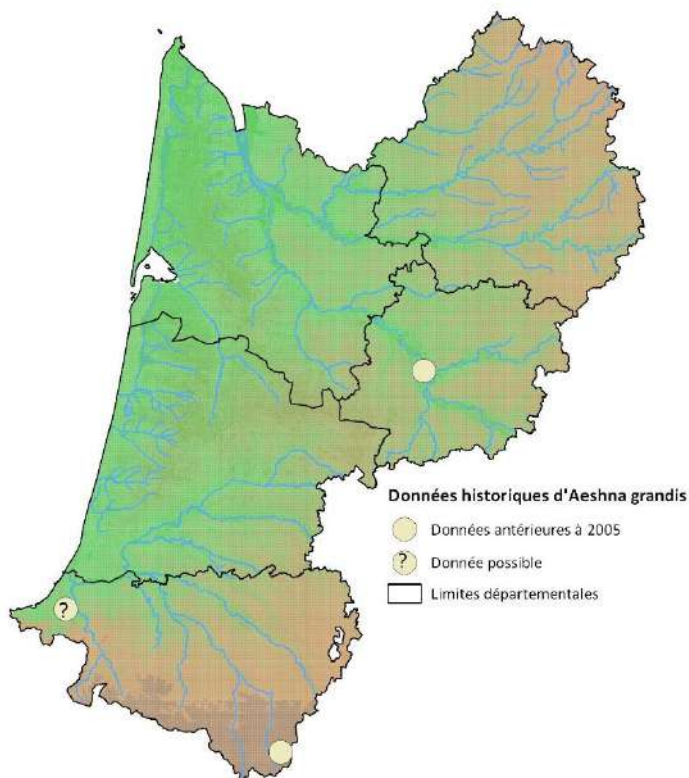 Données historiques d'Aeshna grandis
Données antérieures à 2005
? Donnée possible
Limites départementales
?